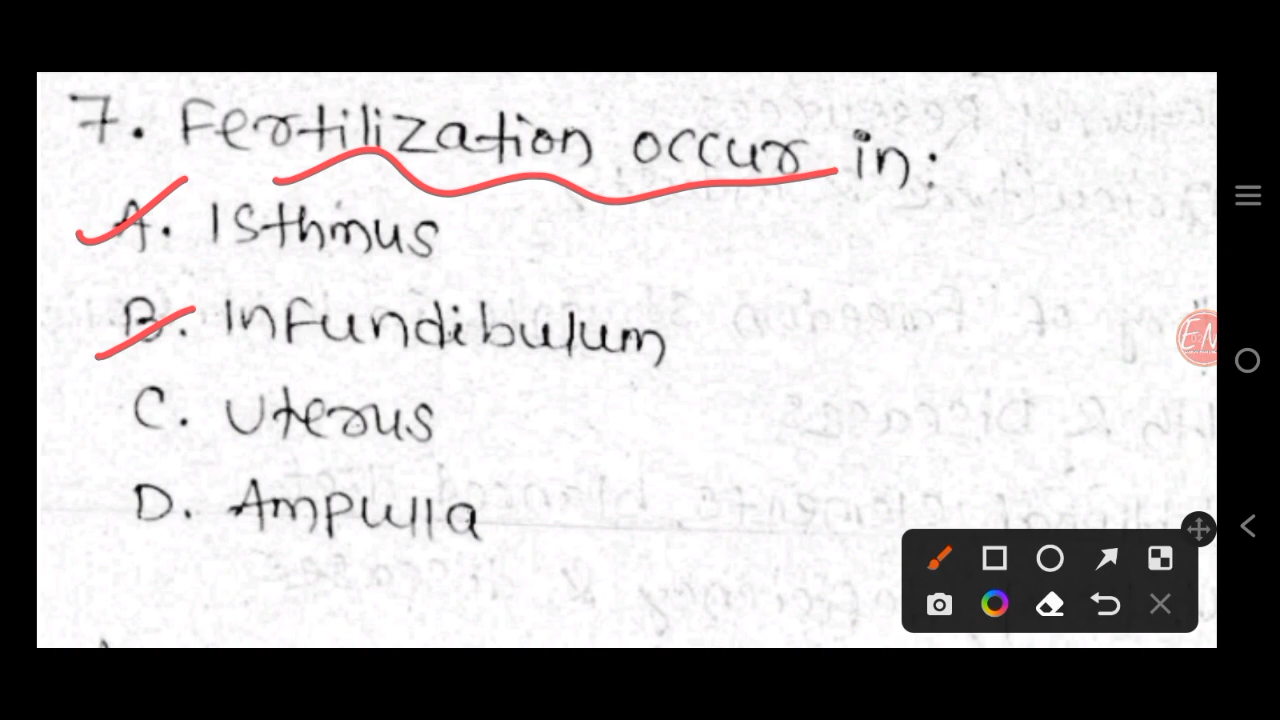 7. Fertilization occur in:
A. Isthmus
B. Infundibulum
C. Uterus
D. Ampulla